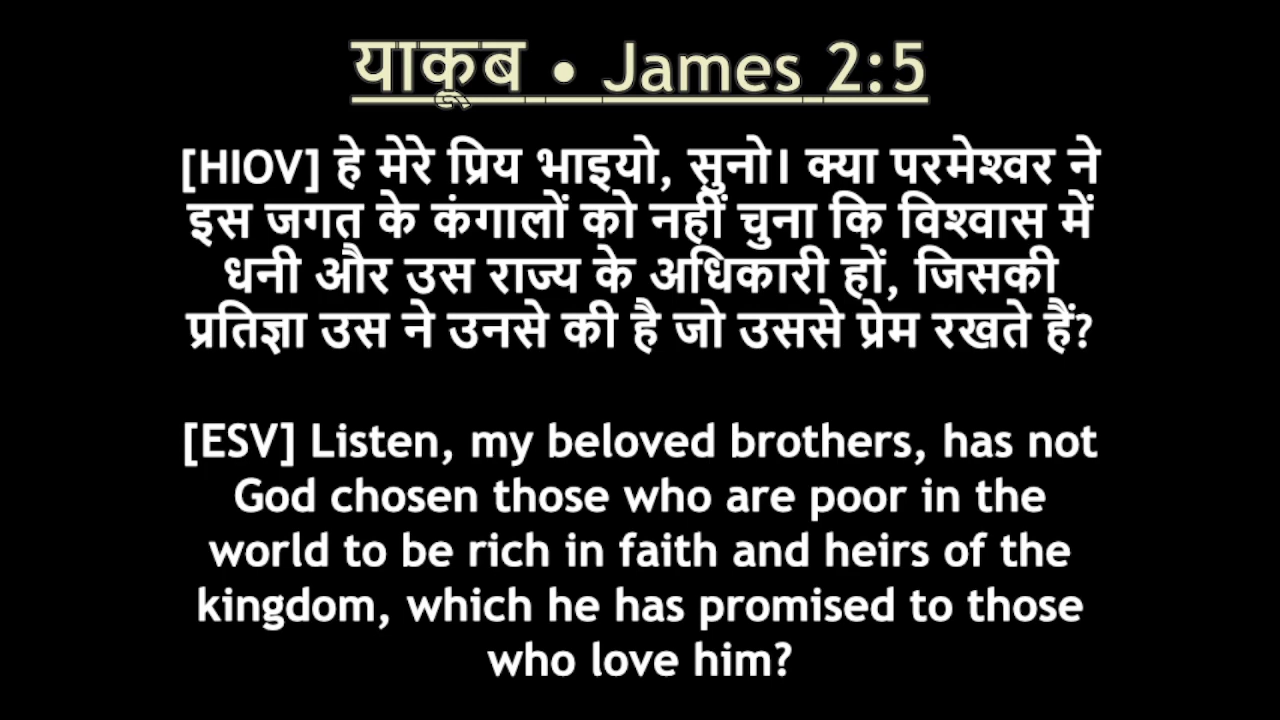 याकूब • James 2:5
[HIOV] हे मेरे प्रिय भाइयो, सुनो। क्या परमेश्वर ने
इस जगत के कंगालों को नहीं चुना कि विश्वास में
धनी और उस राज्य के अधिकारी हों, जिसकी
प्रतिज्ञा उस ने उनसे की है जो उससे प्रेम रखते हैं?
[ESV] Listen, my beloved brothers, has not
God chosen those who are poor in the
world to be rich in faith and heirs of the
kingdom, which he has promised to those
who love him?